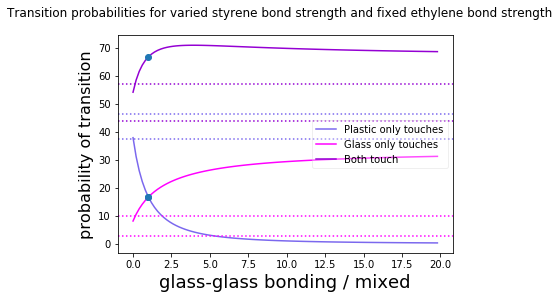 Transition probabilities for varied styrene bond strength and fixed ethylene bond strength
probability of transition
70
60
50
40
30
20
10
0
Plastic only touches
Glass only touches
Both touch
0.0 2.5 5.0 7.5 10.0 12.5 15.0 17.5 20.0
glass-glass bonding / mixed